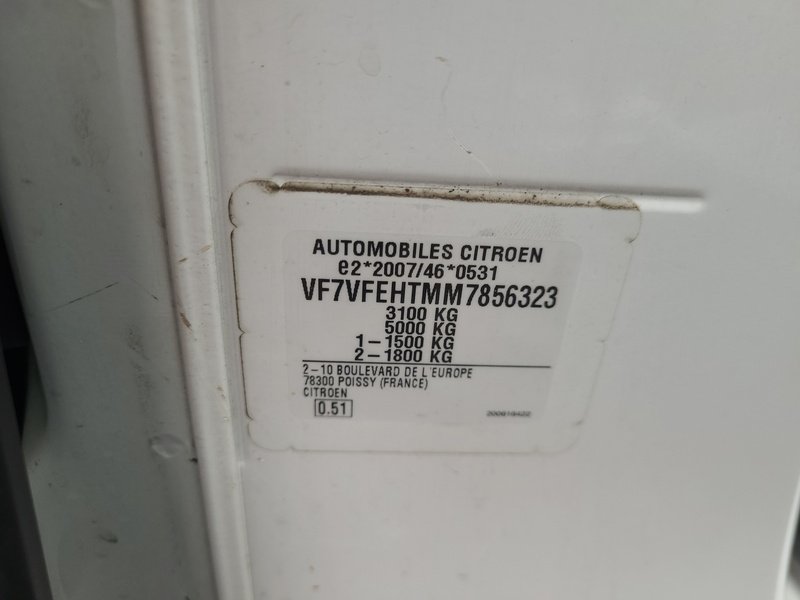 AUTOMOBILES CITROEN
e2*2007/46*0531
VF7VFEHTMM7856323
3100 KG
5000 KG
1-1500 KG
2-1800 KG
2-10 BOULEVARD DE L'EUROPE
78300 POISSY (FRANCE)
CITROEN
0.51